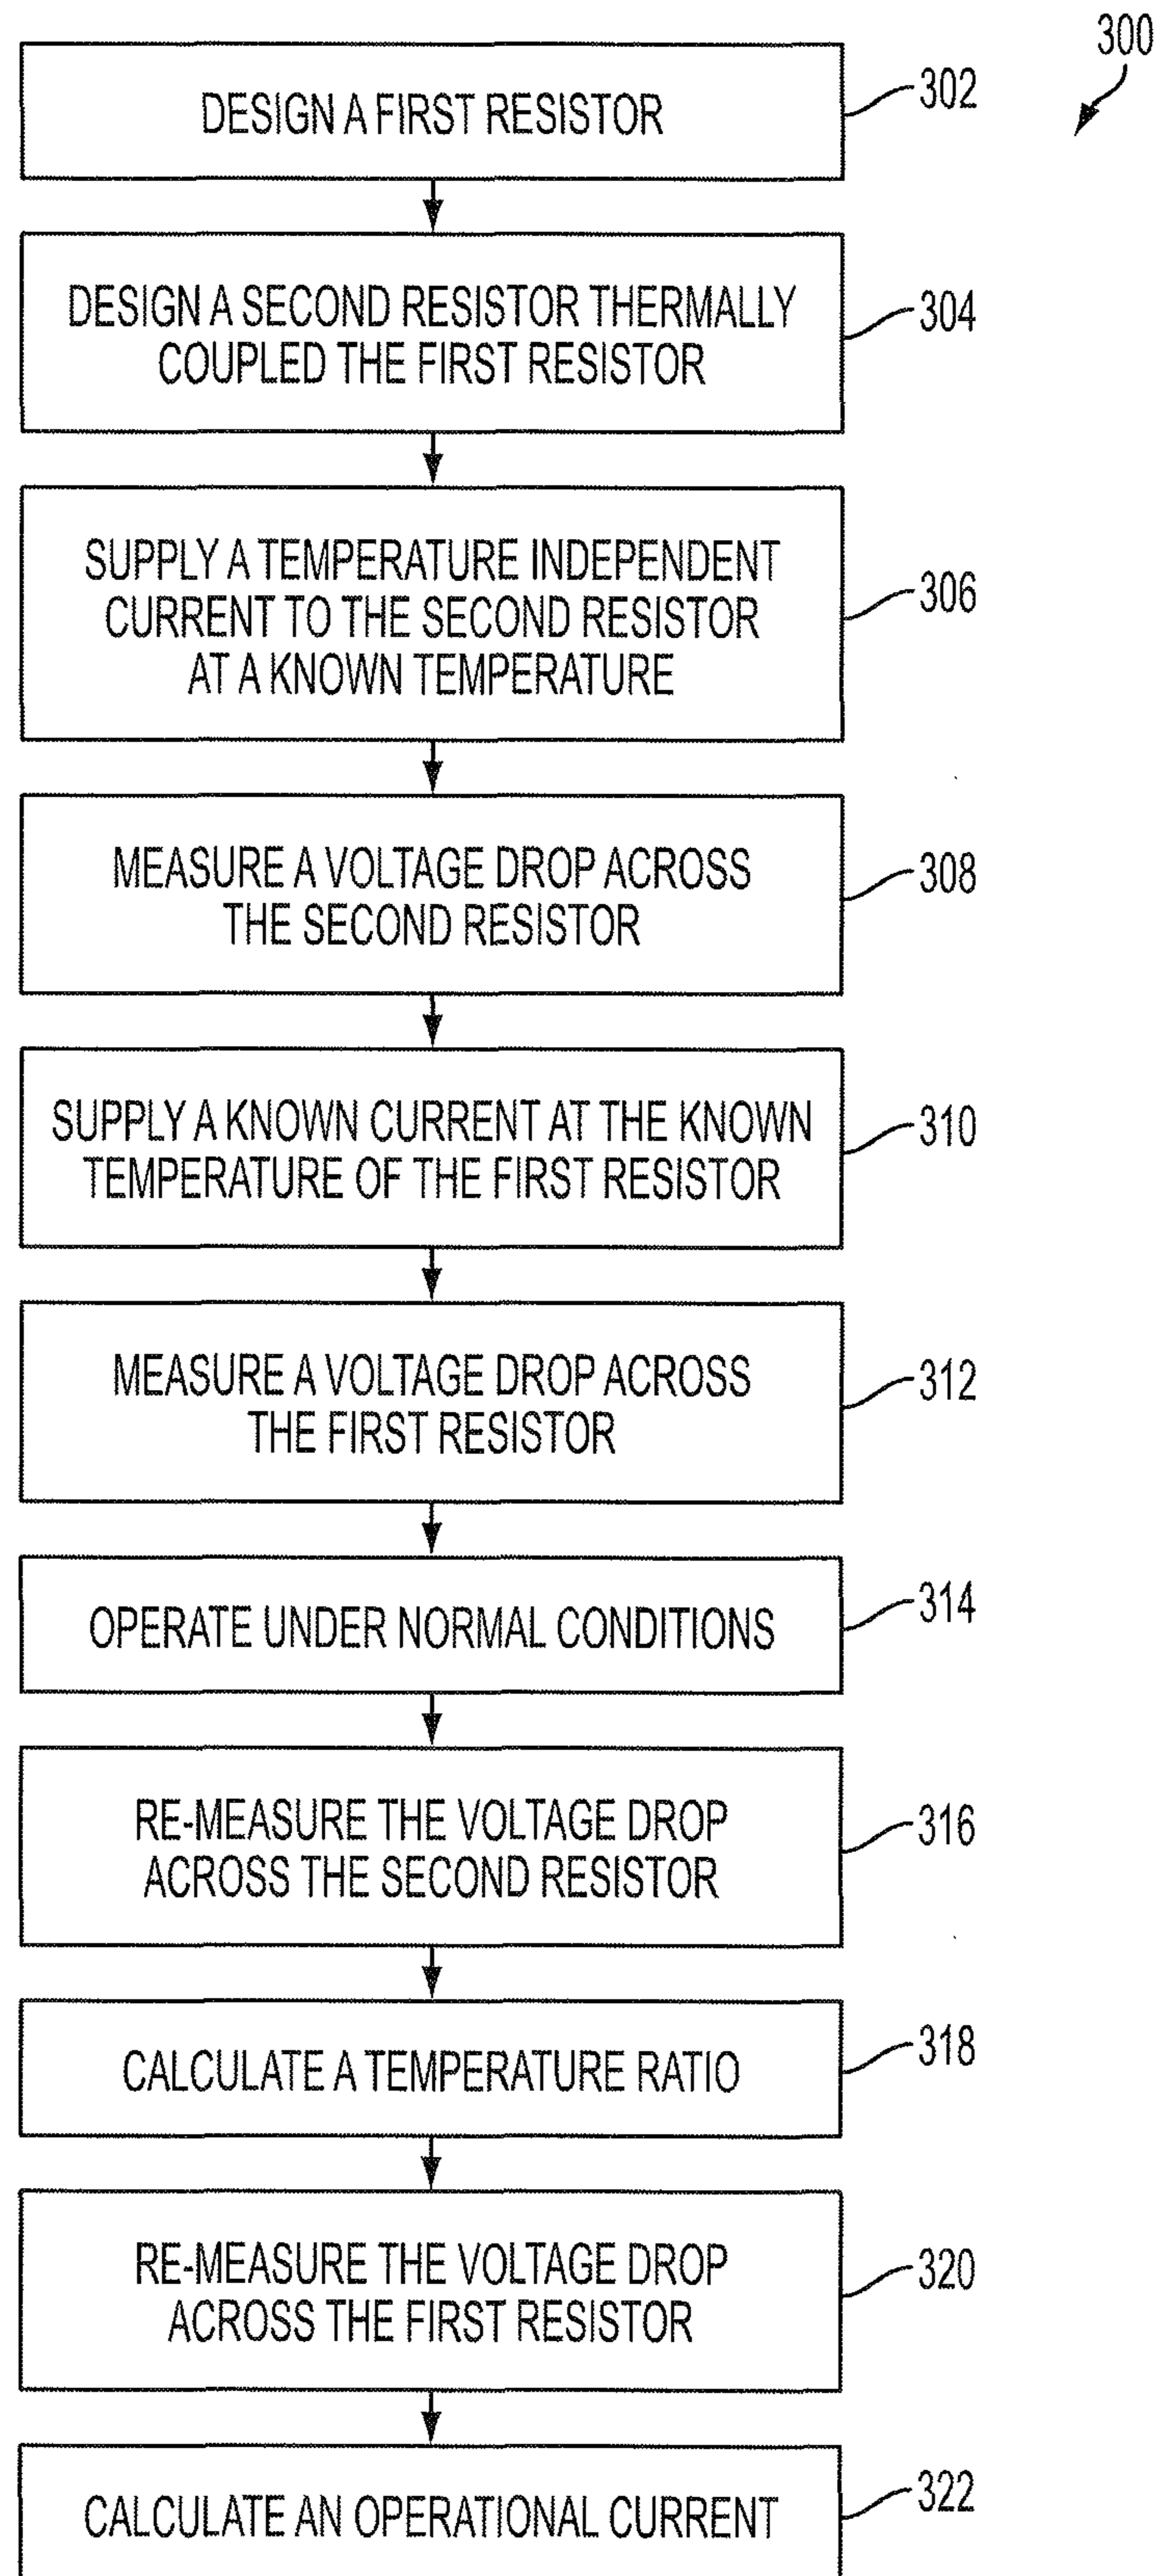 300
DESIGN A FIRST RESISTOR
302
DESIGN A SECOND RESISTOR THERMALLY
COUPLED THE FIRST RESISTOR
304
SUPPLY A TEMPERATURE INDEPENDENT
CURRENT TO THE SECOND RESISTOR
AT A KNOWN TEMPERATURE
306
MEASURE A VOLTAGE DROP ACROSS
THE SECOND RESISTOR
308
SUPPLY A KNOWN CURRENT AT THE KNOWN
TEMPERATURE OF THE FIRST RESISTOR
310
MEASURE A VOLTAGE DROP ACROSS
THE FIRST RESISTOR
312
OPERATE UNDER NORMAL CONDITIONS
314
RE-MEASURE THE VOLTAGE DROP
ACROSS THE SECOND RESISTOR
316
CALCULATE A TEMPERATURE RATIO
318
RE-MEASURE THE VOLTAGE DROP
ACROSS THE FIRST RESISTOR
320
CALCULATE AN OPERATIONAL CURRENT
322